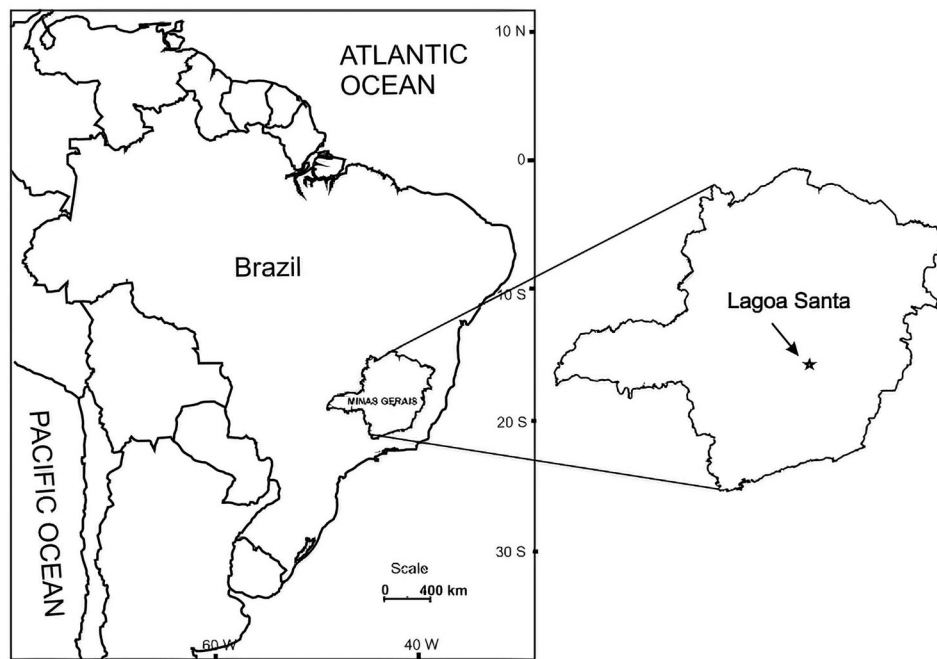 ATLANTIC
OCEAN
10 N
0
Brazil
10 S
Lagoa Santa
MINAS GERAIS
20 S
PACIFIC OCEAN
30 S
Scale
0 400 km
60 W
40 W